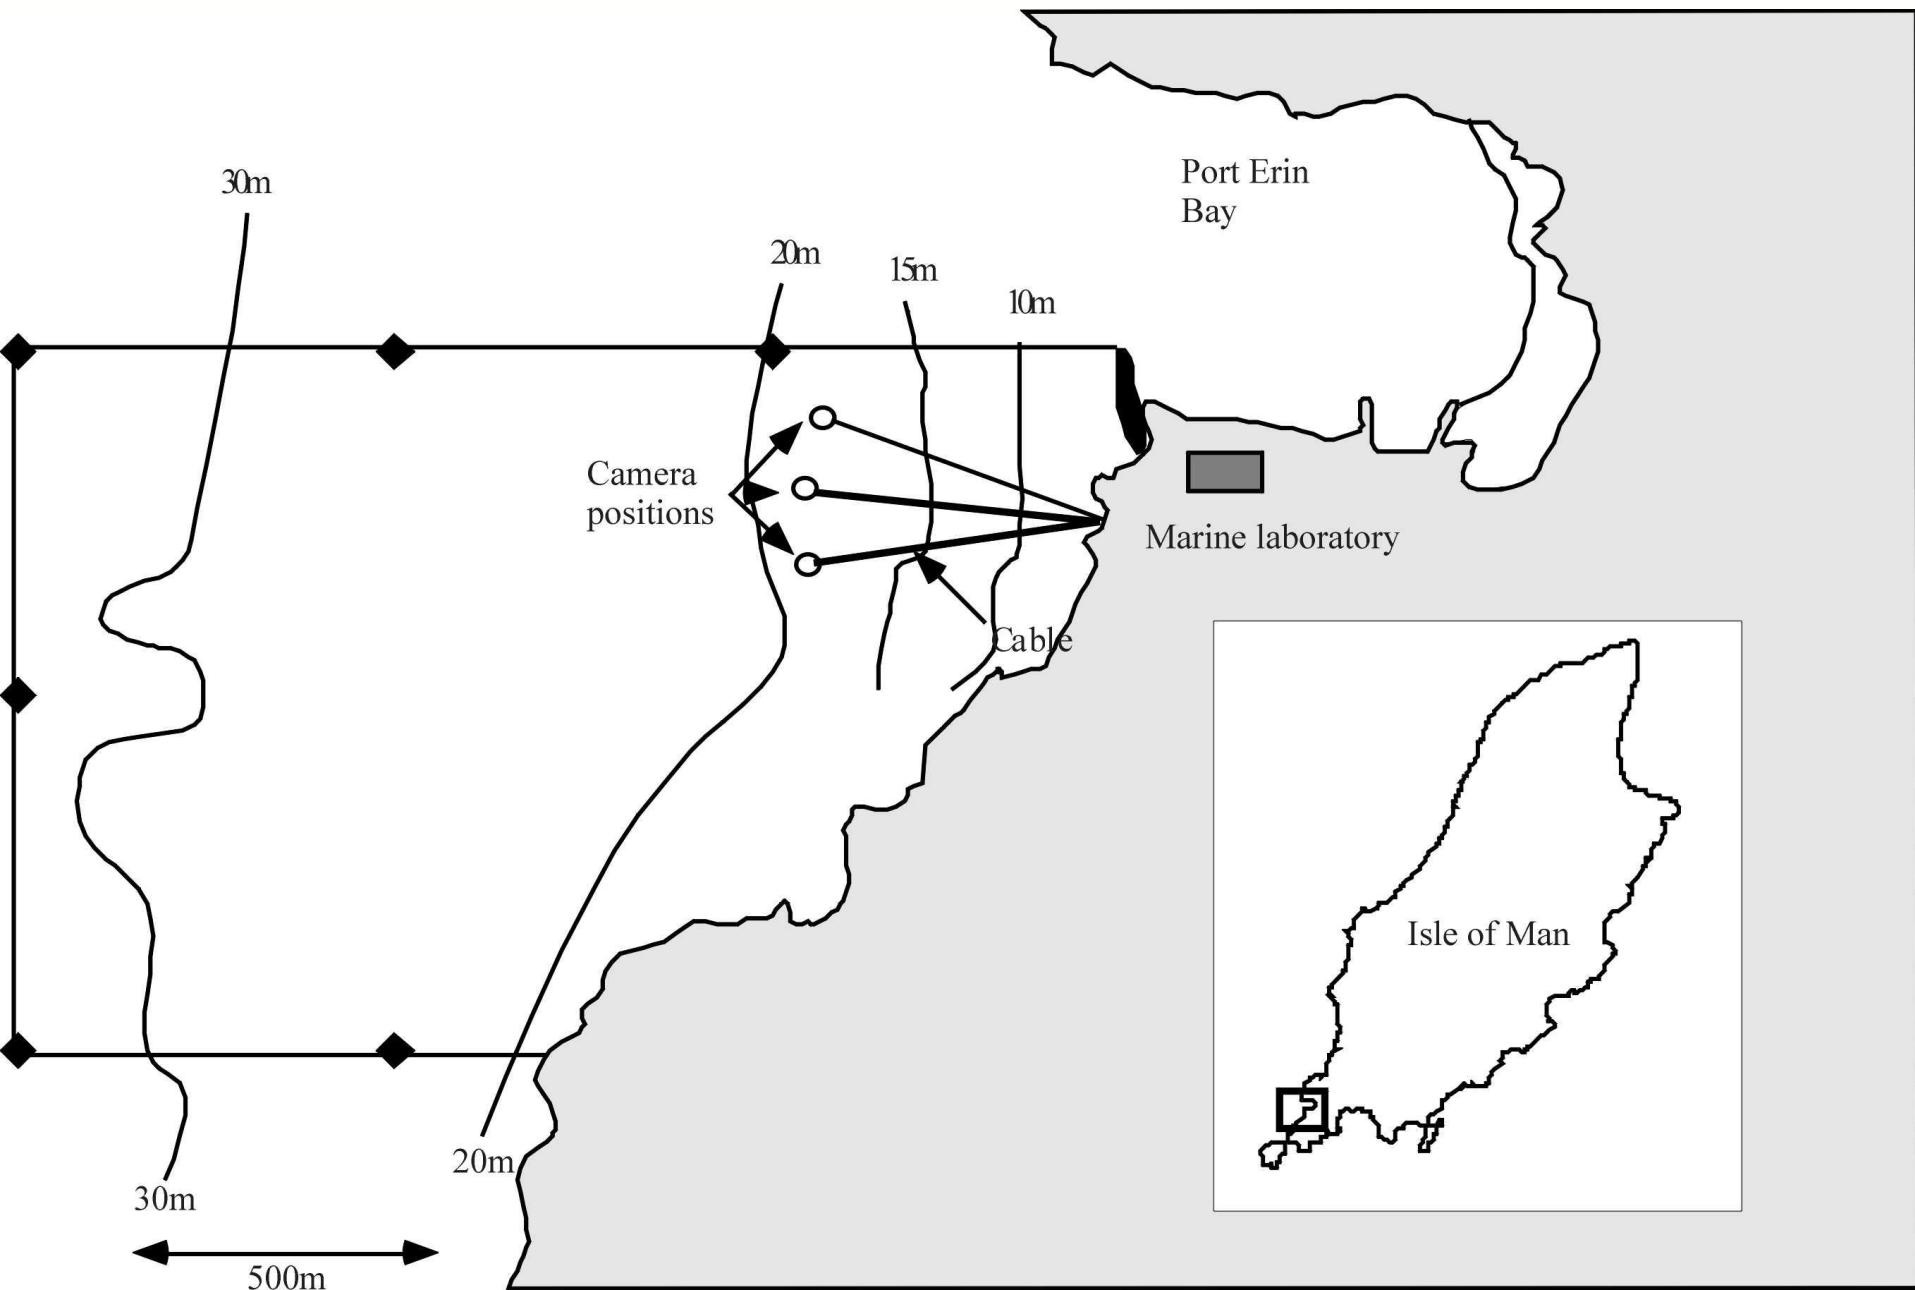 30m
20m
15m
10m
Port Erin
Bay
Camera
positions
Marine laboratory
Cable
Isle of Man
20m
30m
500m